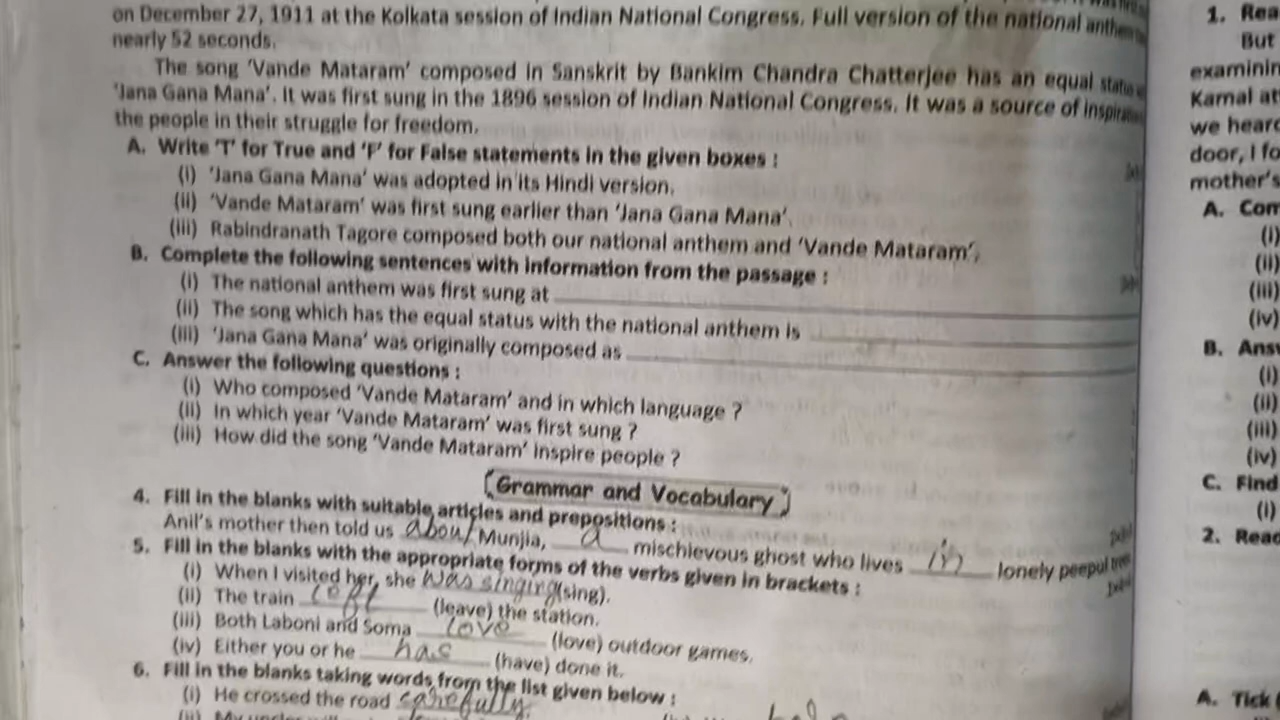 on December 27, 1911 at the Kolkata session of Indian National Congress. Full version of the national anthem
nearly 52 seconds.
The song 'Vande Mataram' composed in Sanskrit by Bankim Chandra Chatterjee has an equal status
'Jana Gana Mana'. It was first sung in the 1896 session of Indian National Congress. It was a source of
the people in their struggle for freedom.
A. Write 'T' for True and 'F' for False statements in the given boxes :
(i) 'Jana Gana Mana' was adopted in its Hindi version.
(ii) 'Vande Mataram' was first sung earlier than 'Jana Gana Mana'.
(iii) Rabindranath Tagore composed both our national anthem and 'Vande Mataram'.
B. Complete the following sentences with information from the passage :
(i) The national anthem was first sung at
(ii) The song which has the equal status with the national anthem is
(iii) 'Jana Gana Mana' was originally composed as
C. Answer the following questions :
(i) Who composed 'Vande Mataram' and in which language ?
(ii) In which year 'Vande Mataram' was first sung ?
(iii) How did the song 'Vande Mataram' inspire people ?
Grammar and Vocabulary
4. Fill in the blanks with suitable articles and prepositions :
Anil's mother then told us about Munjia, a mischievous ghost who lives in lonely peepul
5. Fill in the blanks with the appropriate forms of the verbs given in brackets :
(i) When I visited her, she was singing (sing).
(ii) The train left (leave) the station.
(iii) Both Laboni and Soma love (love) outdoor games.
(iv) Either you or he has (have) done it.
6. Fill in the blanks taking words from the list given below :
(i) He crossed the road carefully.
1. Rea
But
examinin
Kamal at
we heard
door, I fo
mother's
A. Com
(i)
(ii)
(iii)
(iv)
B. Answ
(i)
(ii)
(iii)
(iv)
C. Find
(i)
2. Read
A. Tick